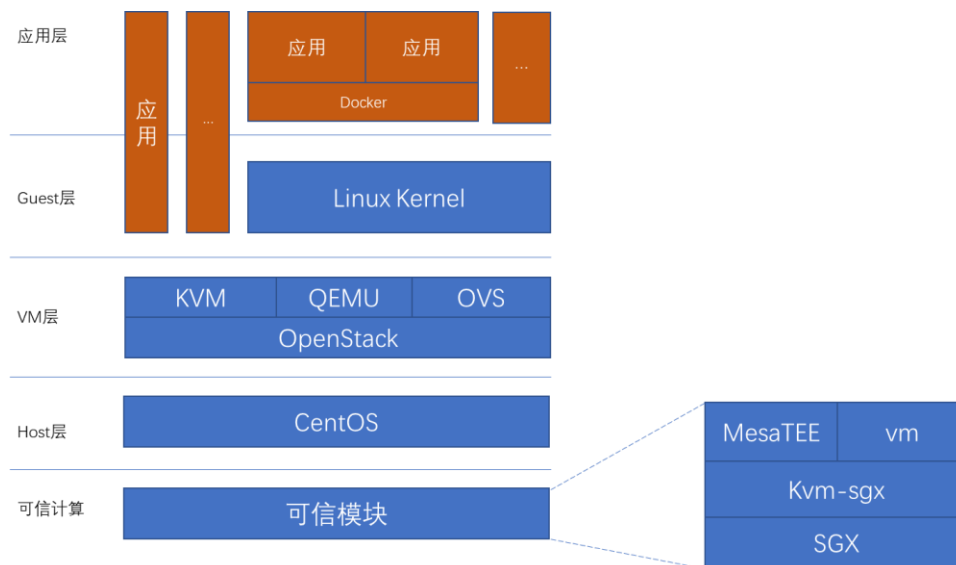 应用层
应用
...
应用
应用
Docker
...
Guest层
Linux Kernel
VM层
KVM
QEMU
OVS
OpenStack
Host层
CentOS
可信计算
可信模块
MesaTEE
vm
Kvm-sgx
SGX